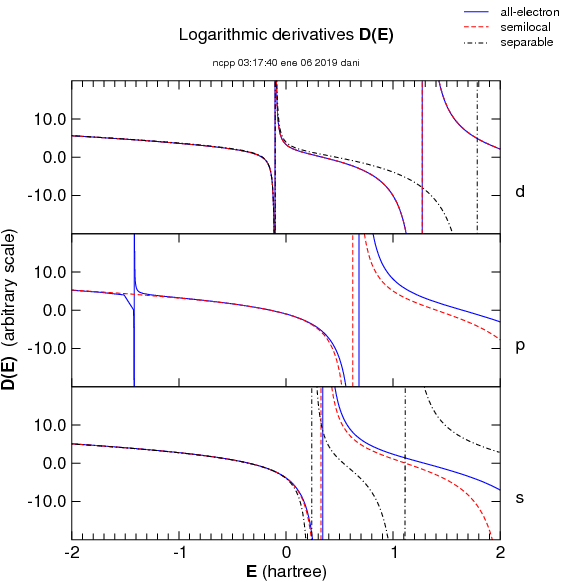 all-electron
semilocal
separable
Logarithmic derivatives D(E)
ncpp 03:17:40 ene 06 2019 dani
10.0
0.0
-10.0
d
10.0
0.0
-10.0
p
10.0
0.0
-10.0
s
D(E) (arbitrary scale)
-2 -1 0 1 2
E (hartree)